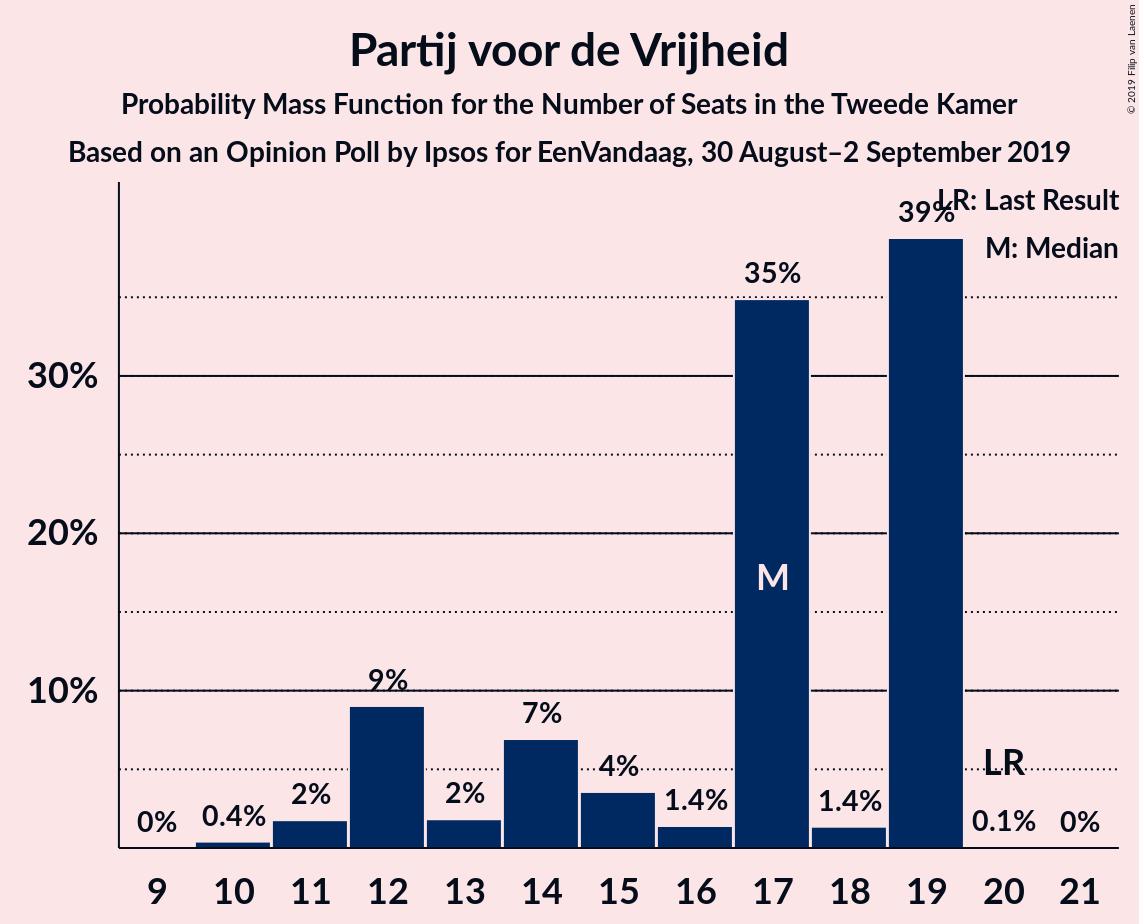 Partij voor de Vrijheid
Probability Mass Function for the Number of Seats in the Tweede Kamer
Based on an Opinion Poll by Ipsos for EenVandaag, 30 August–2 September 2019
© 2019 Filip van Laenen
LR: Last Result
M: Median
39%
35%
30%
20%
M
10%
9%
7%
LR
4%
2%
2%
1.4%
1.4%
0%
0.4%
0.1%
0%
9 10 11 12 13 14 15 16 17 18 19 20 21